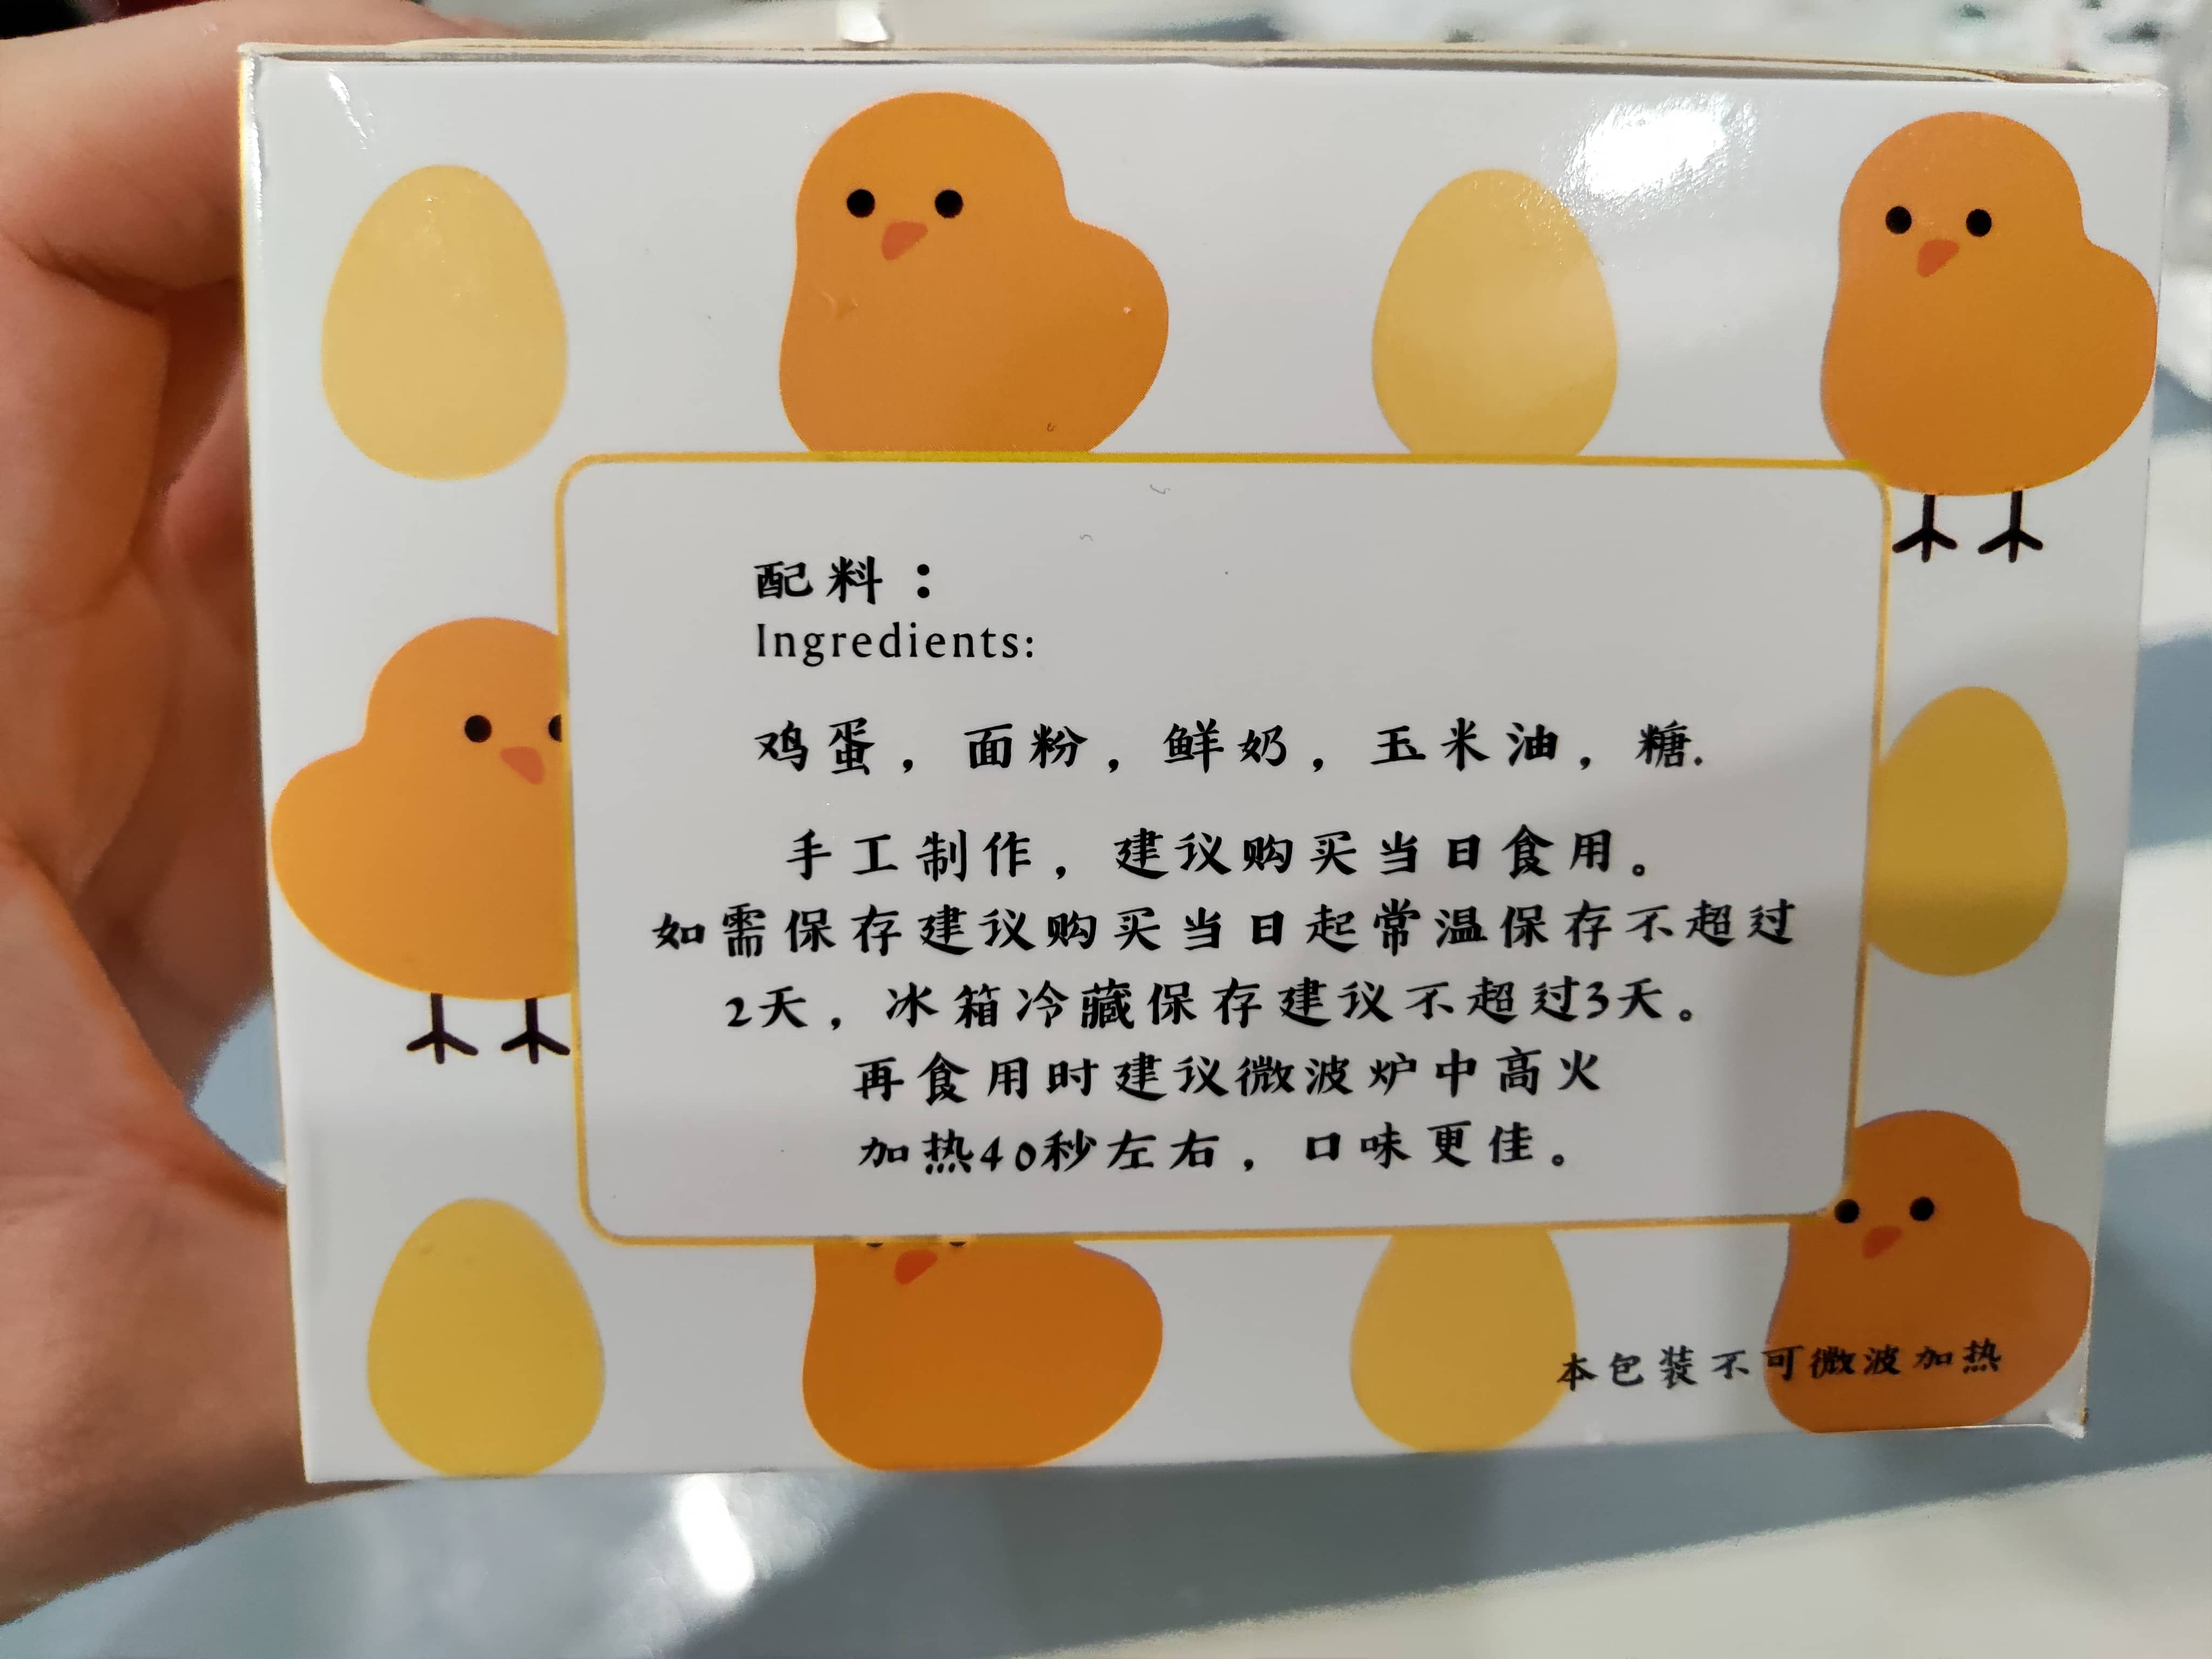 配料：
Ingredients:
鸡蛋，面粉，鲜奶，玉米油，糖.
手工制作，建议购买当日食用。
如需保存建议购买当日起常温保存不超过
2天，冰箱冷藏保存建议不超过3天。
再食用时建议微波炉中高火
加热40秒左右，口味更佳。
本包装不可微波加热